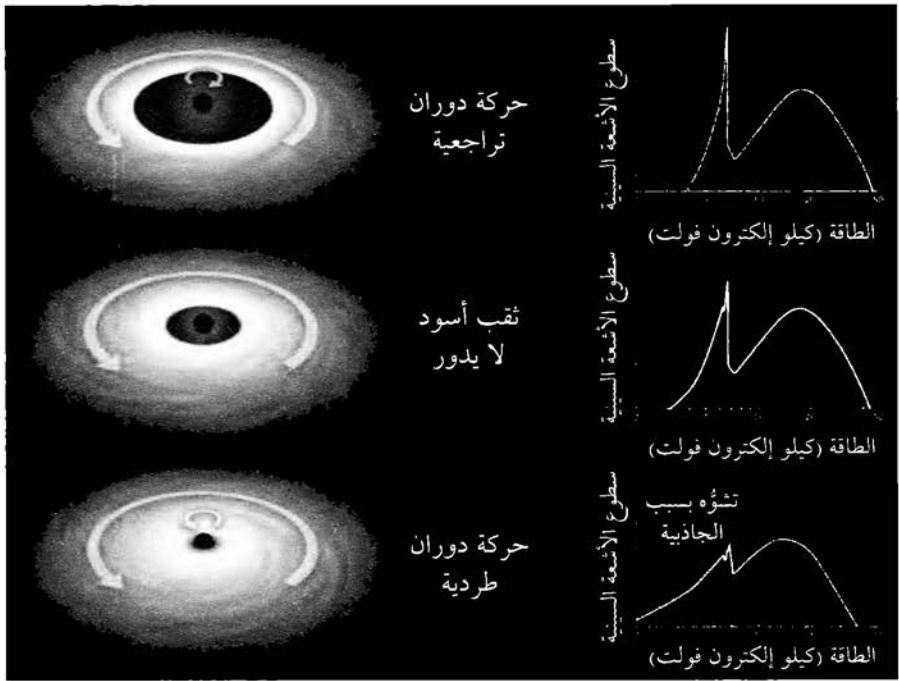 حركة دوران
تراجعية
سطوع الأشعة السينية
الطاقة (كيلو إلكترون فولت)
ثقب أسود
لا يدور
سطوع الأشعة السينية
الطاقة (كيلو إلكترون فولت)
حركة دوران
طردية
سطوع الأشعة السينية
تشوُّه بسبب
الجاذبية
الطاقة (كيلو إلكترون فولت)